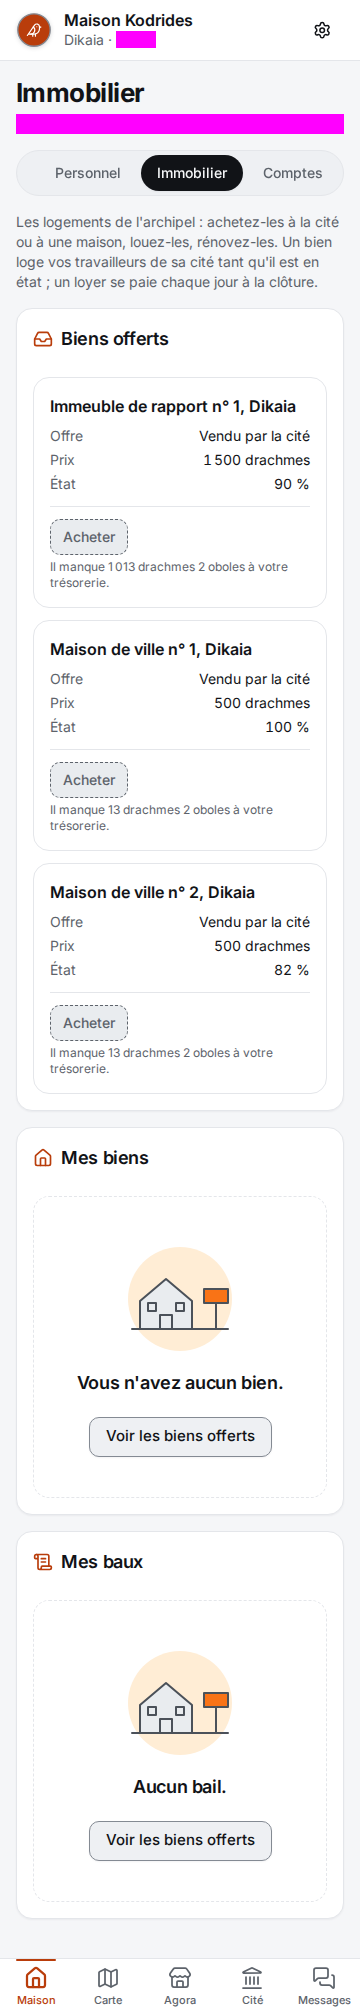 Maison Kodrides
Dikaia ·
Immobilier
Personnel
Immobilier
Comptes
Les logements de l'archipel : achetez-les à la cité
ou à une maison, louez-les, rénovez-les. Un bien
loge vos travailleurs de sa cité tant qu'il est en
état ; un loyer se paie chaque jour à la clôture.
Biens offerts
Immeuble de rapport n° 1, Dikaia
Offre Vendu par la cité
Prix 1 500 drachmes
État 90 %
Acheter
Il manque 1 013 drachmes 2 oboles à votre
trésorerie.
Maison de ville n° 1, Dikaia
Offre Vendu par la cité
Prix 500 drachmes
État 100 %
Acheter
Il manque 13 drachmes 2 oboles à votre
trésorerie.
Maison de ville n° 2, Dikaia
Offre Vendu par la cité
Prix 500 drachmes
État 82 %
Acheter
Il manque 13 drachmes 2 oboles à votre
trésorerie.
Mes biens
Vous n'avez aucun bien.
Voir les biens offerts
Mes baux
Aucun bail.
Voir les biens offerts
Maison
Carte
Agora
Cité
Messages